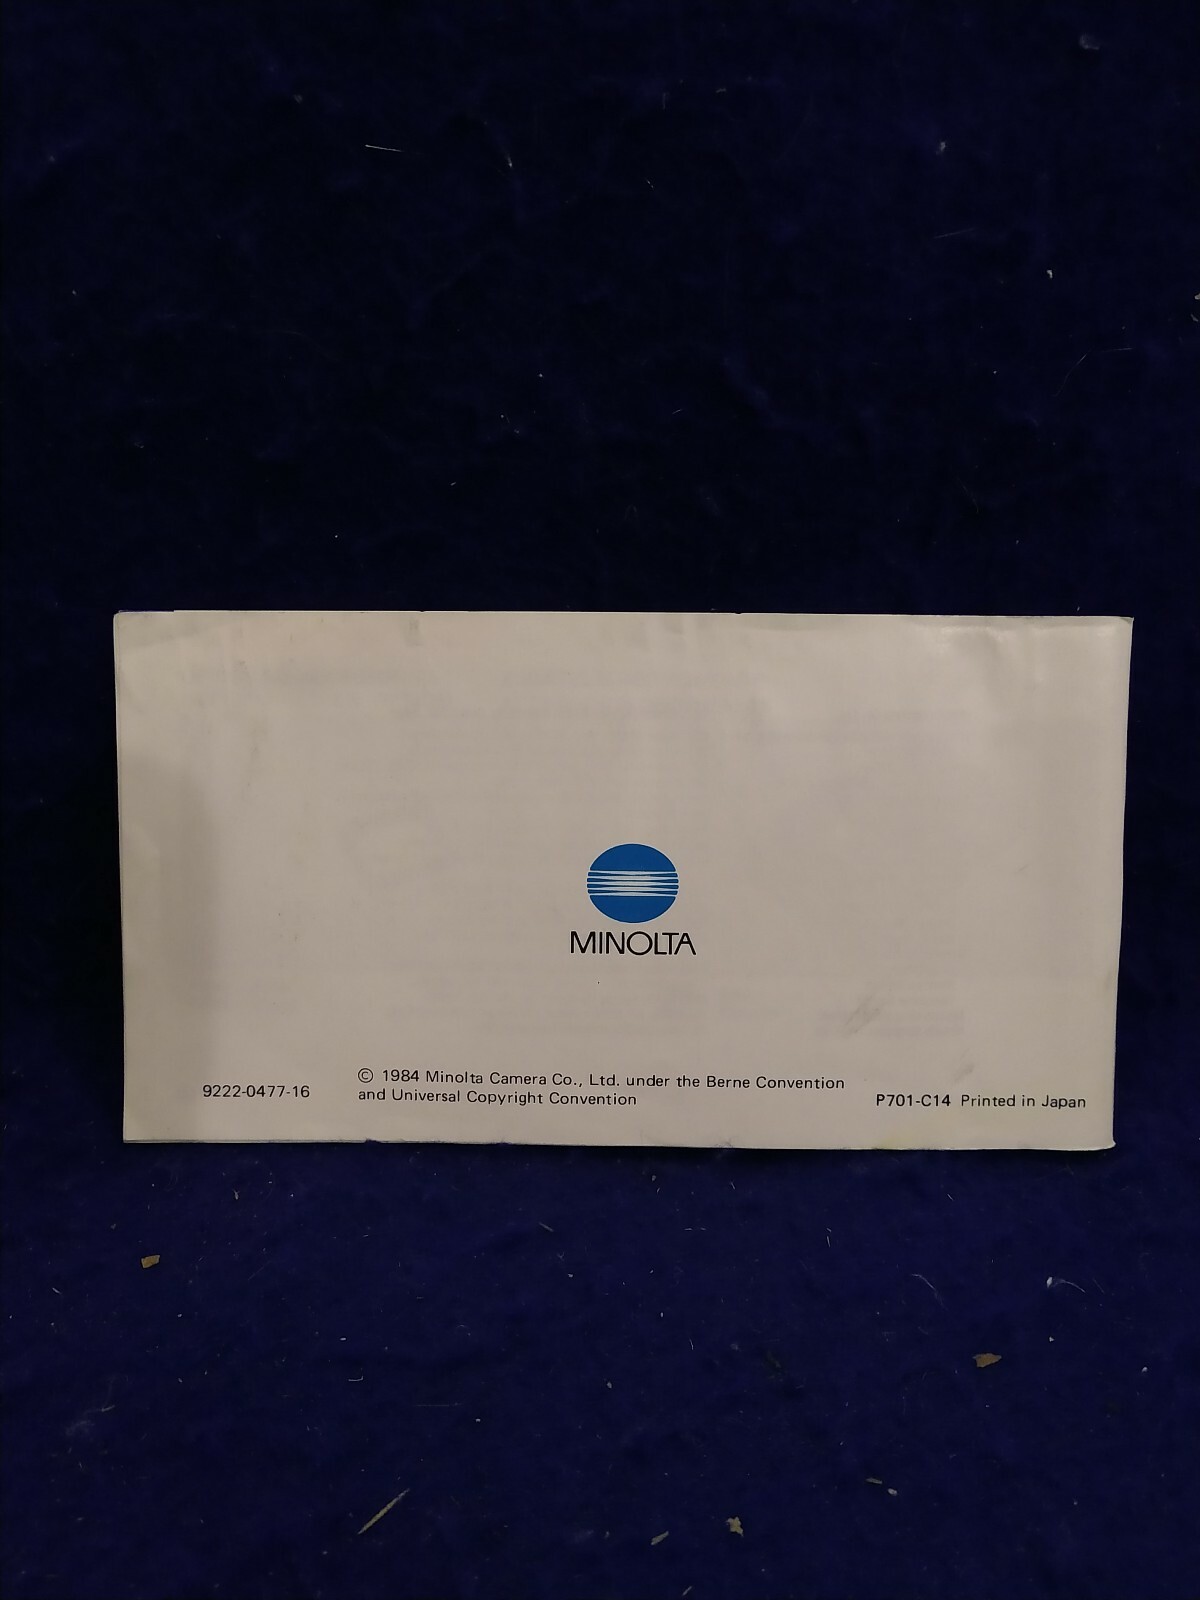 MINOLTA
9222-0477-16
© 1984 Minolta Camera Co., Ltd. under the Berne Convention
and Universal Copyright Convention
P701-C14 Printed in Japan